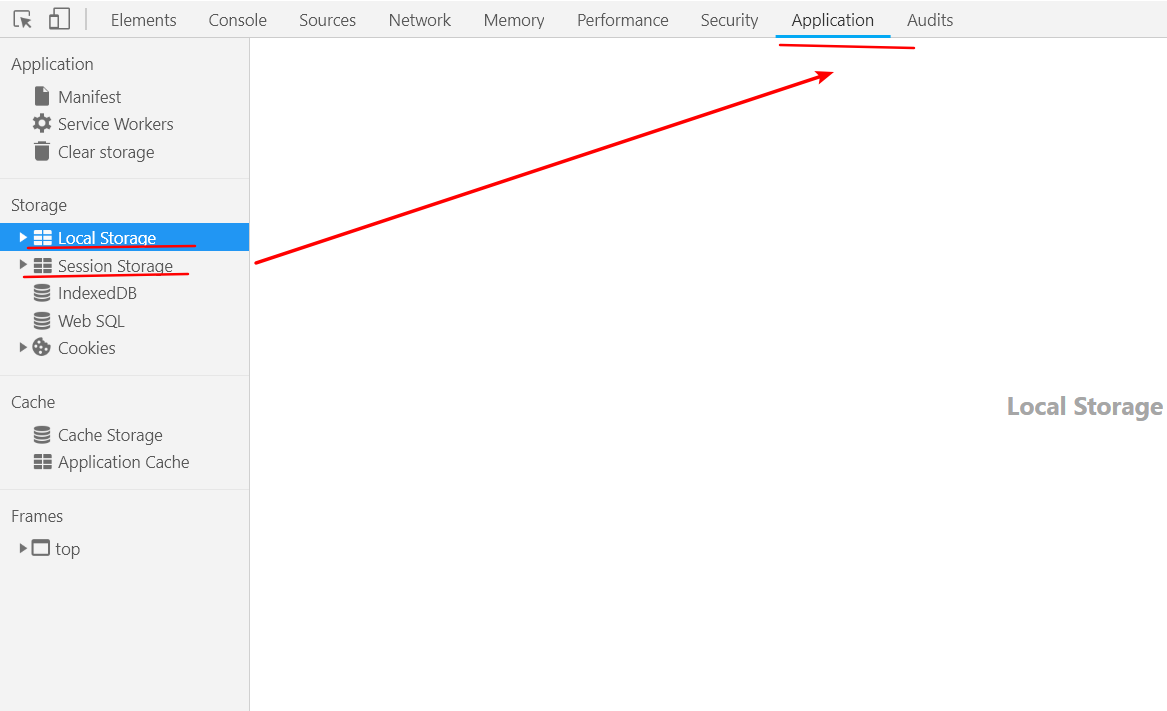 Elements Console Sources Network Memory Performance Security Application Audits
Application
Manifest
Service Workers
Clear storage
Storage
Local Storage
Session Storage
IndexedDB
Web SQL
Cookies
Cache
Cache Storage
Application Cache
Frames
top
Local Storage